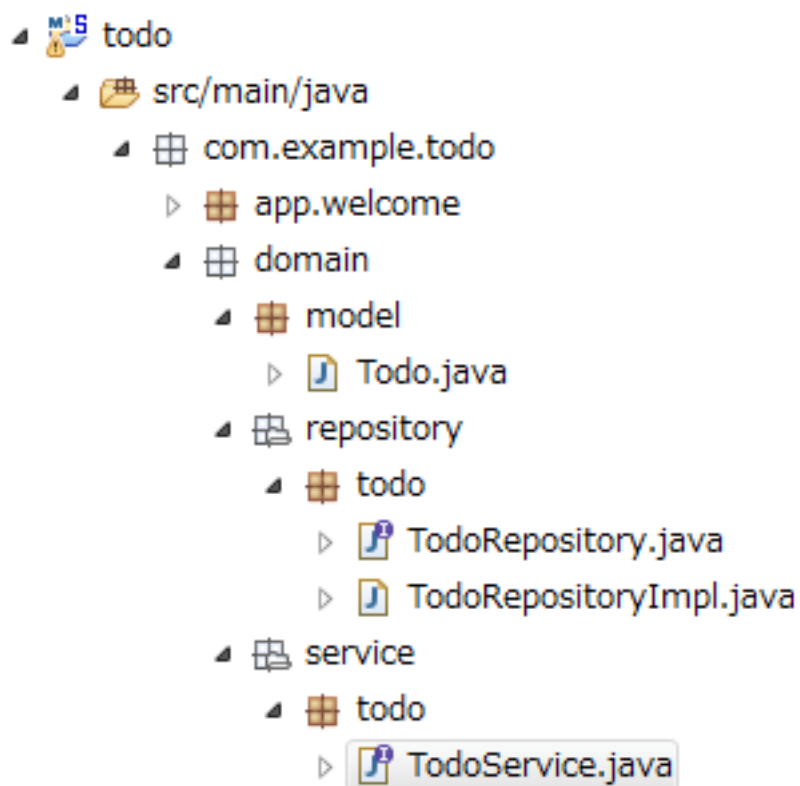 todo
src/main/java
com.example.todo
app.welcome
domain
model
Todo.java
repository
todo
TodoRepository.java
TodoRepositoryImpl.java
service
todo
TodoService.java